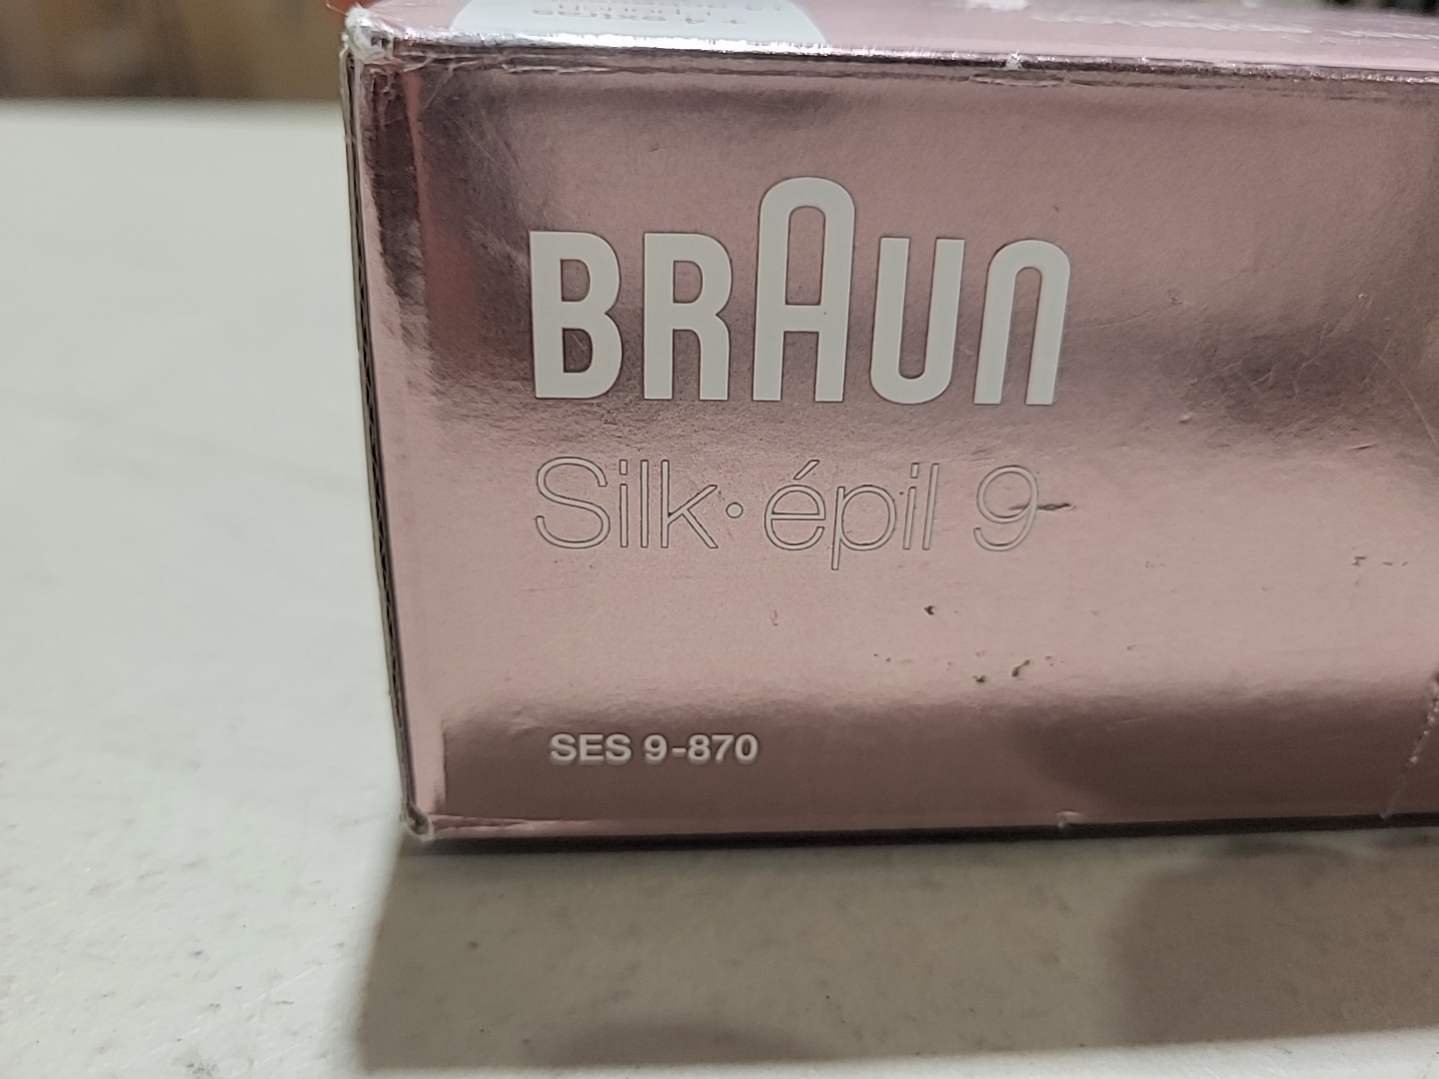 BRAUN
Silk·épil 9
SES 9-870